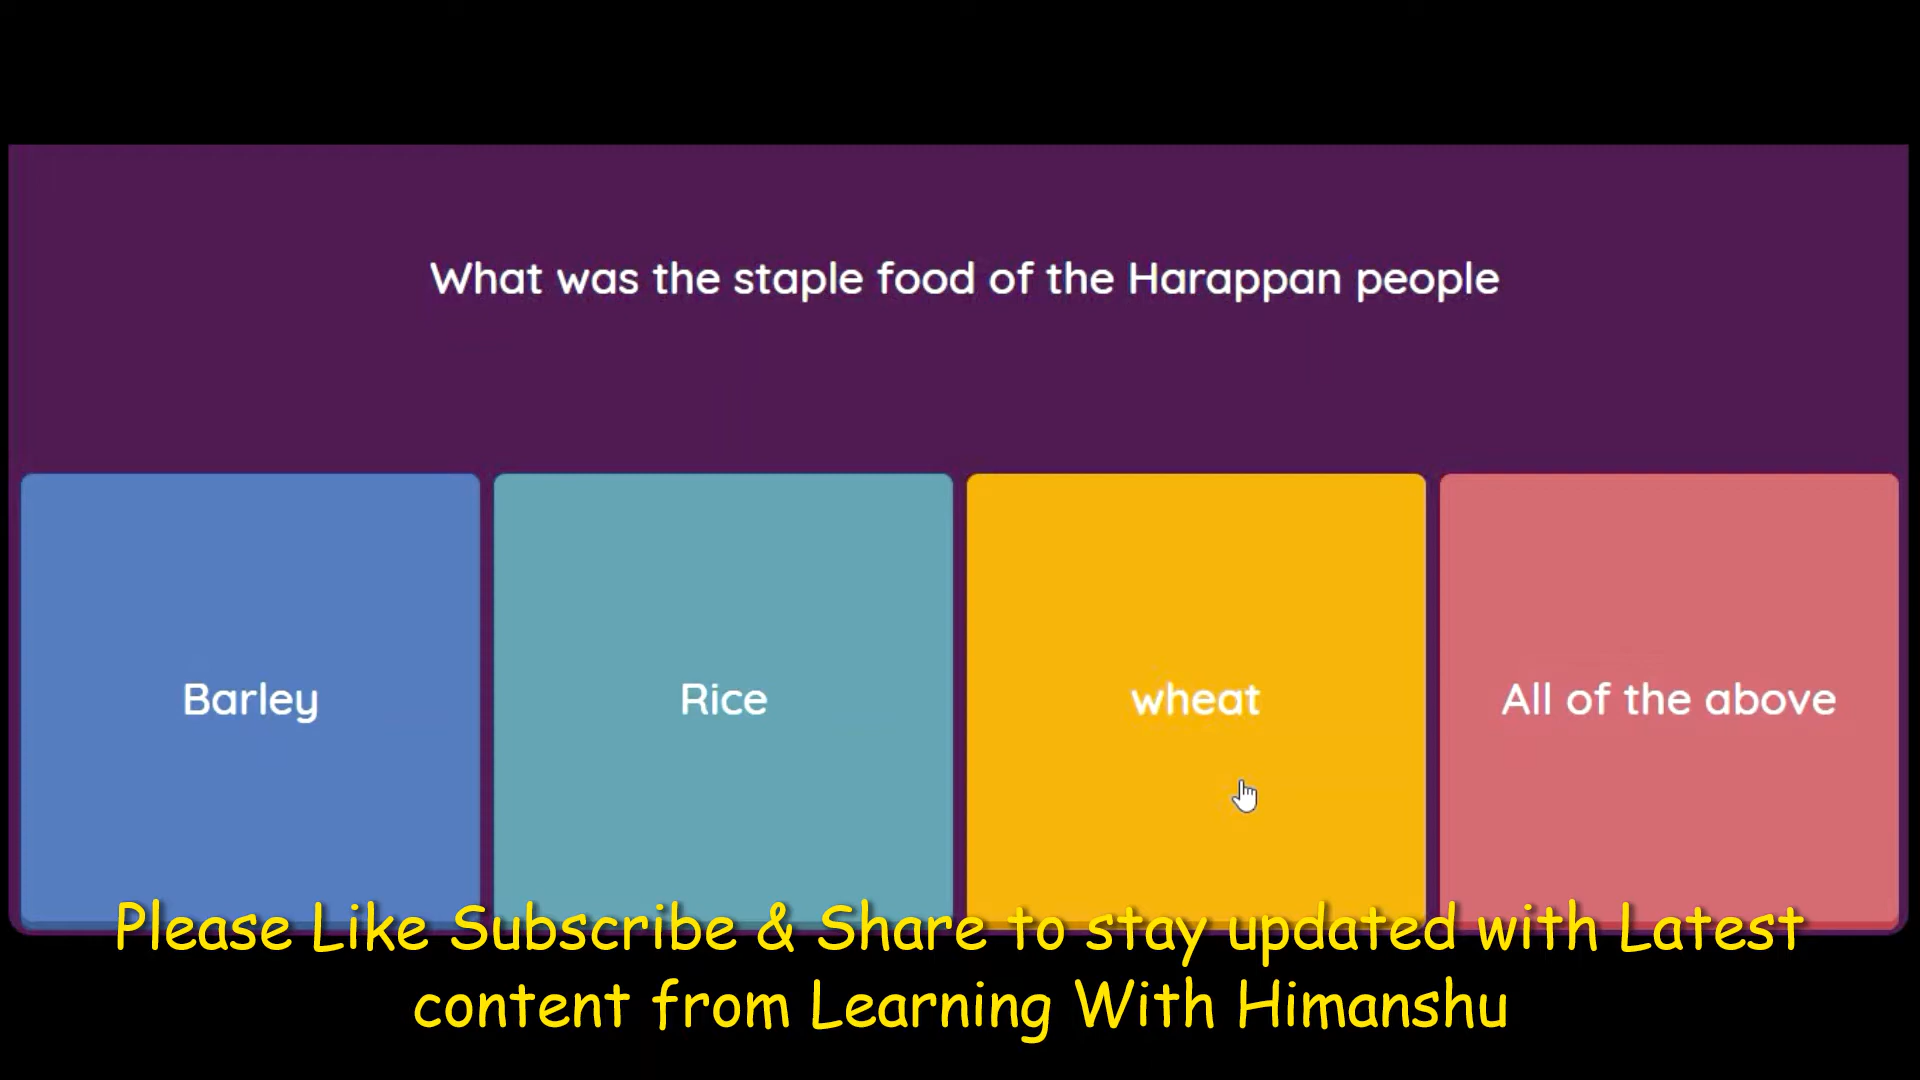 What was the staple food of the Harappan people
Barley
Rice
wheat
All of the above
Please Like Subscribe & Share to stay updated with Latest
content from Learning With Himanshu